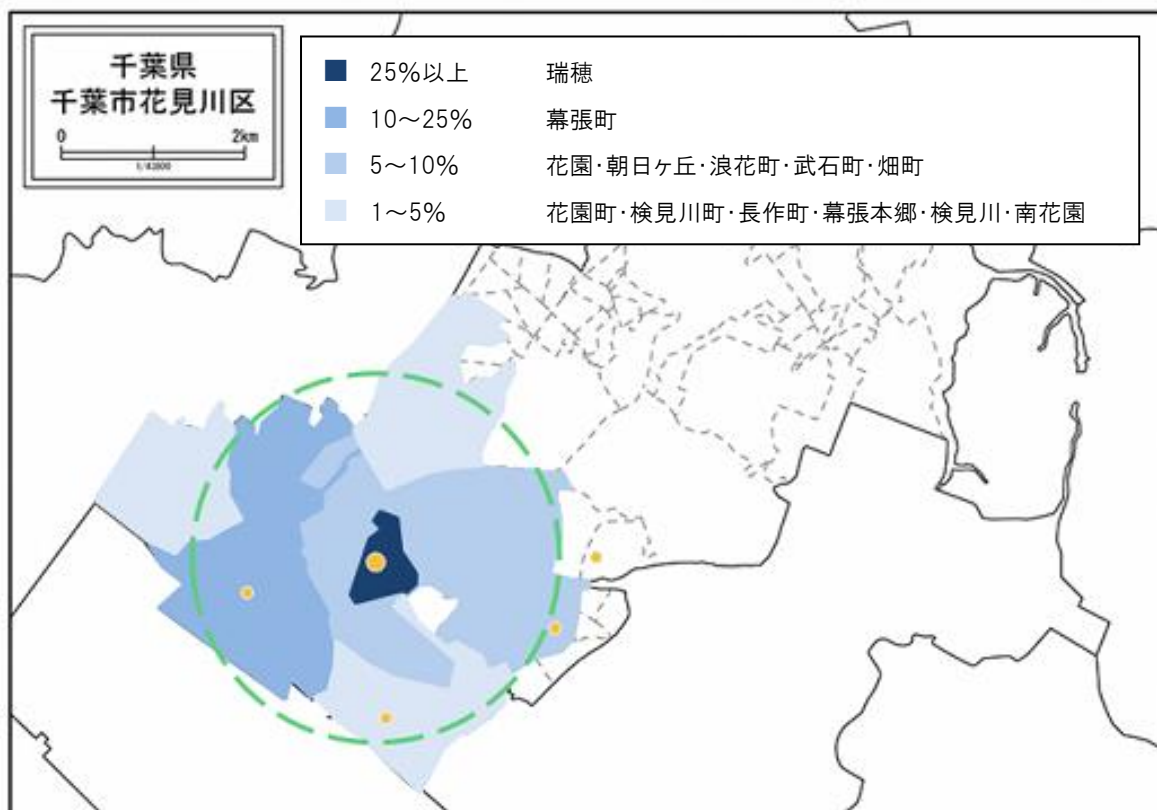 千葉県
千葉市花見川区
0 2km
1/42800
25%以上 瑞穂
10～25% 幕張町
5～10% 花園・朝日ヶ丘・浪花町・武石町・畑町
1～5% 花園町・検見川町・長作町・幕張本郷・検見川・南花園